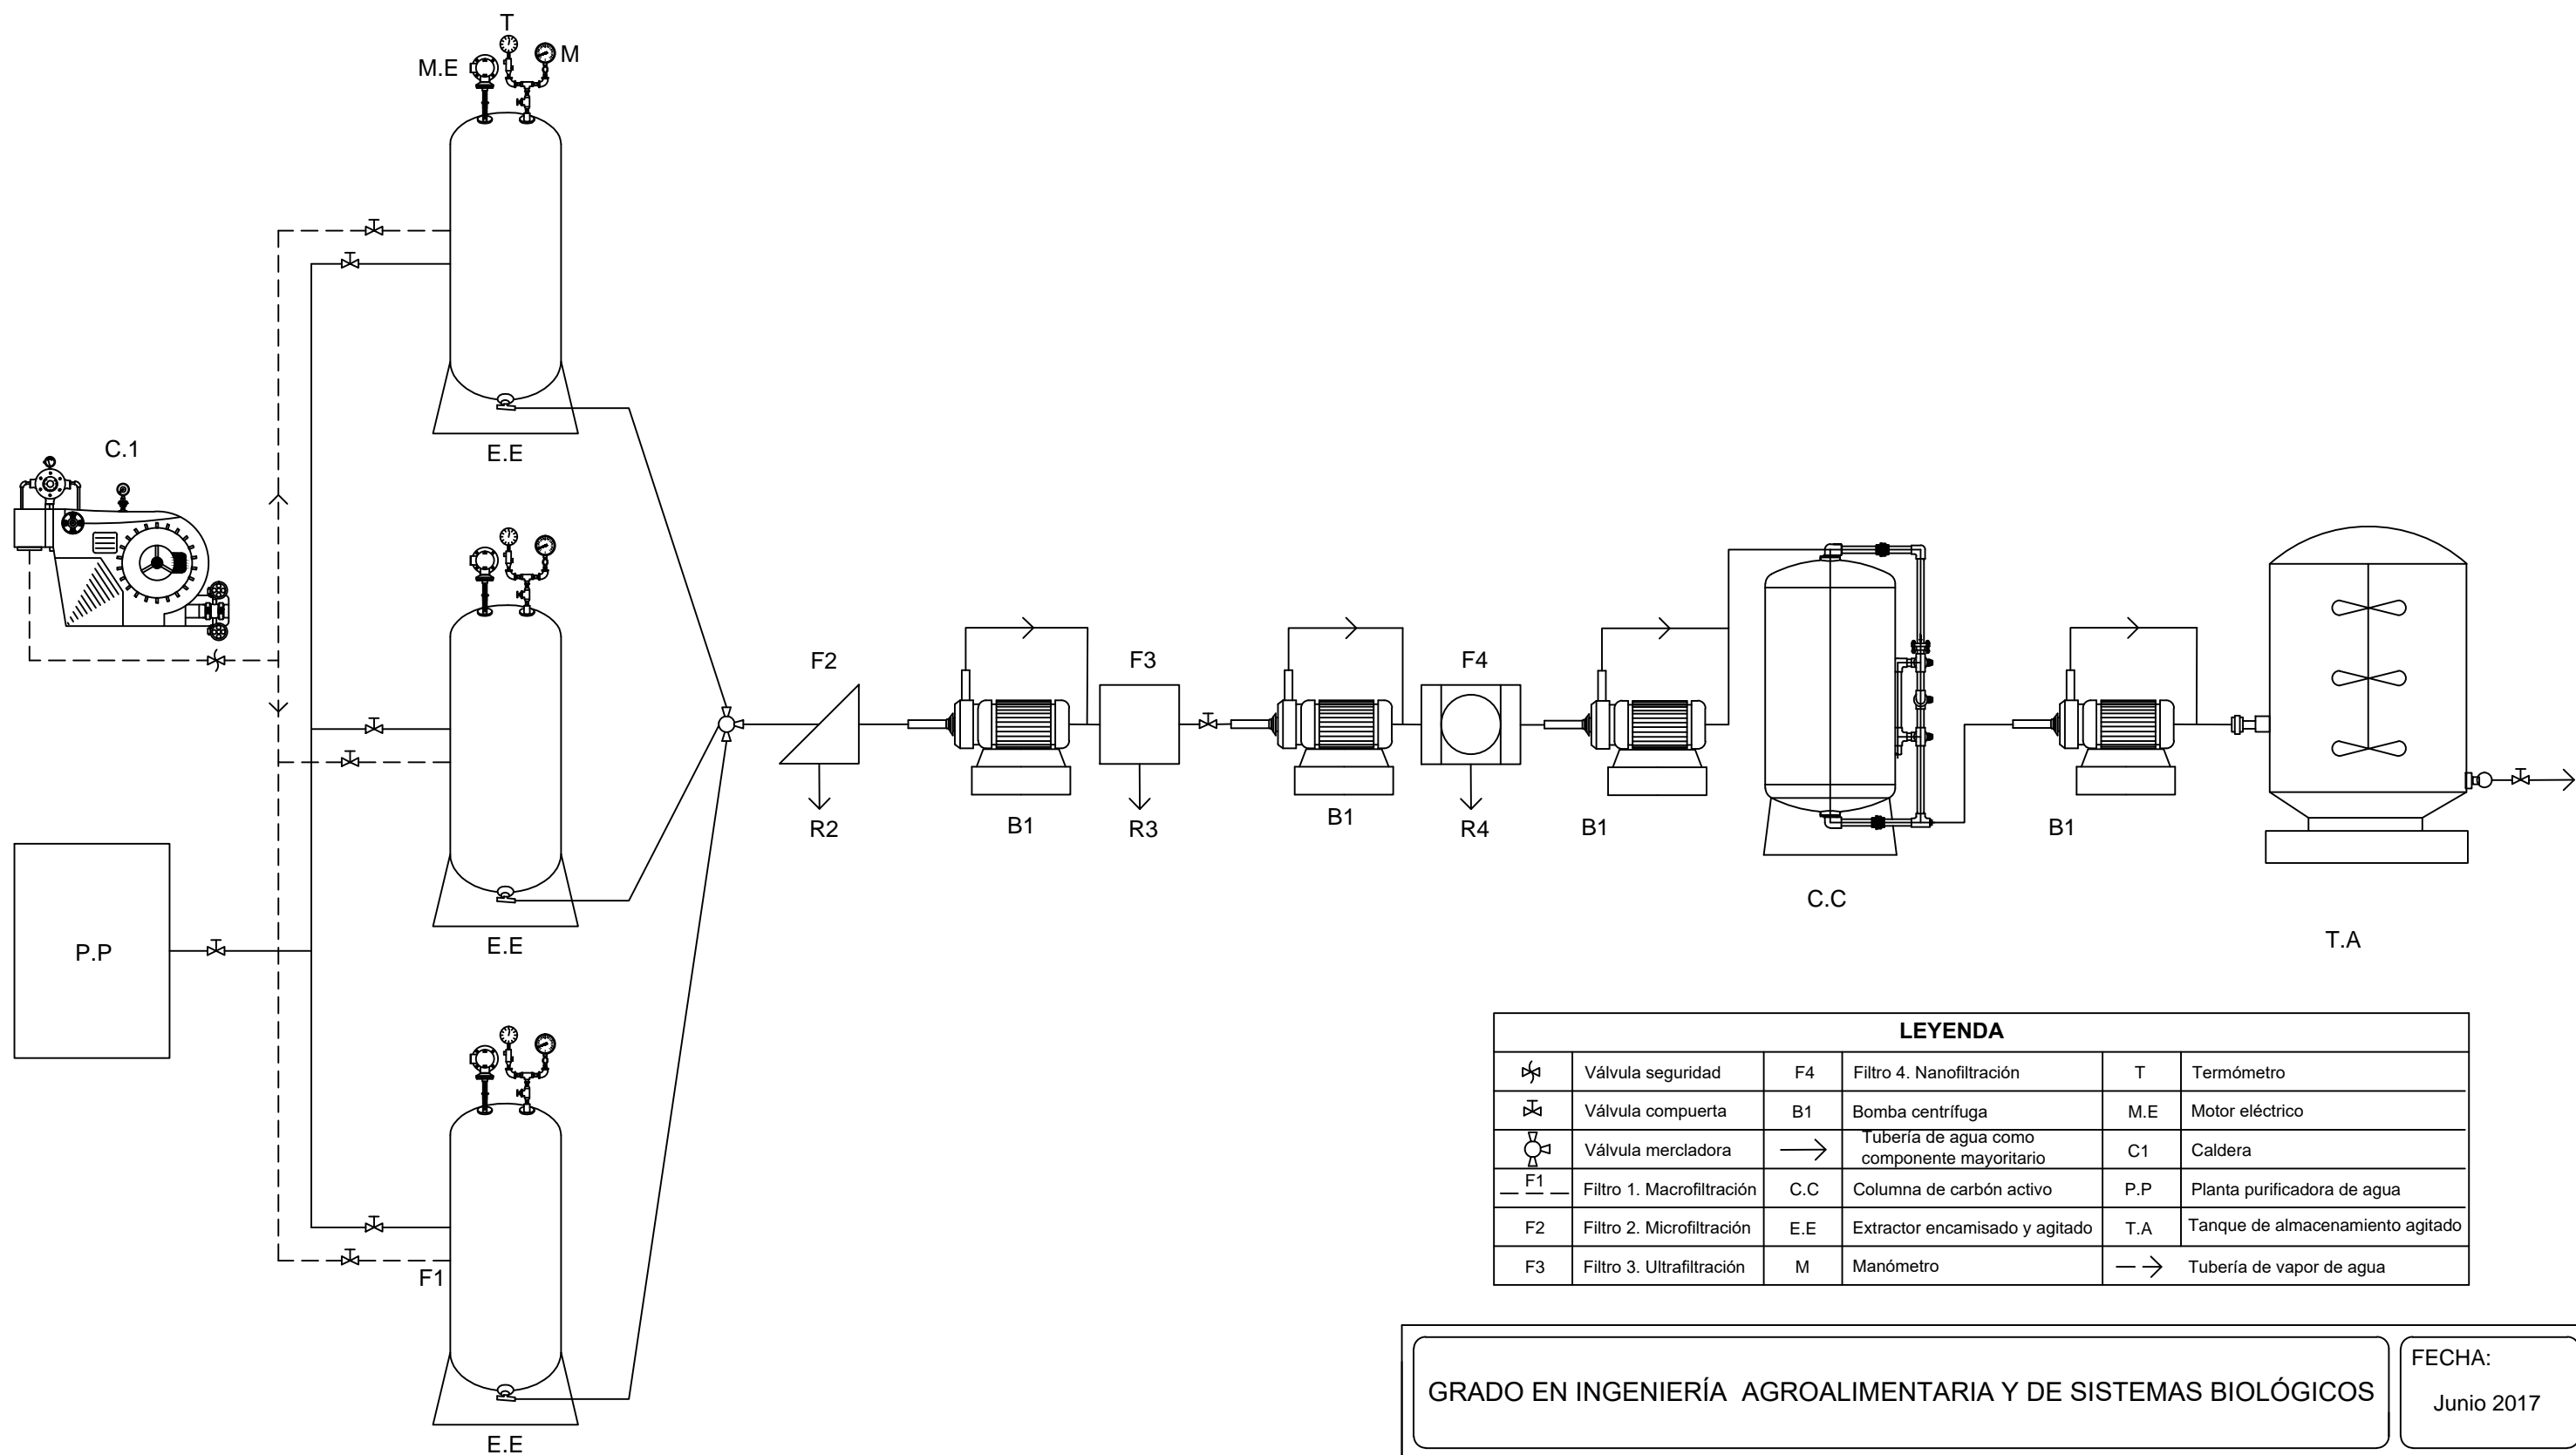 T
M.E
M
E.E
C.1
F2
F3
F4
R2
B1
R3
B1
R4
B1
B1
C.C
E.E
P.P
T.A
F1
E.E
LEYENDA
Válvula seguridad
F4
Filtro 4. Nanofiltración
T
Termómetro
Válvula compuerta
B1
Bomba centrífuga
M.E
Motor eléctrico
Válvula mercladora
Tubería de agua como
componente mayoritario
C1
Caldera
F1
Filtro 1. Macrofiltración
C.C
Columna de carbón activo
P.P
Planta purificadora de agua
F2
Filtro 2. Microfiltración
E.E
Extractor encamisado y agitado
T.A
Tanque de almacenamiento agitado
F3
Filtro 3. Ultrafiltración
M
Manómetro
Tubería de vapor de agua
GRADO EN INGENIERÍA AGROALIMENTARIA Y DE SISTEMAS BIOLÓGICOS
FECHA:
Junio 2017